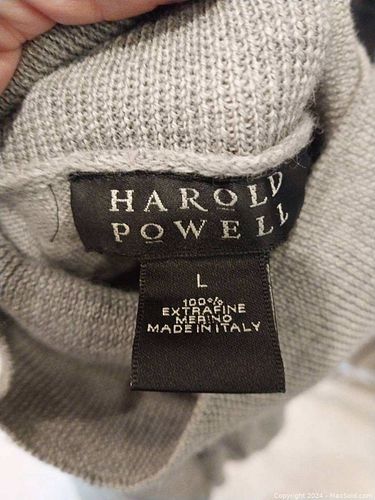 HAROLD
POWELL
L
100%
EXTRAFINE
MERINO
MADE IN ITALY
Copyright 2024 - MaxSold.com